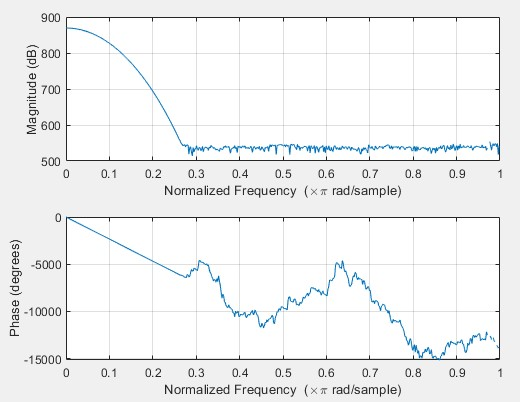 900
800
700
600
500
Magnitude (dB)
0 0.1 0.2 0.3 0.4 0.5 0.6 0.7 0.8 0.9 1
Normalized Frequency (×π rad/sample)
0
-5000
-10000
-15000
Phase (degrees)
0 0.1 0.2 0.3 0.4 0.5 0.6 0.7 0.8 0.9 1
Normalized Frequency (×π rad/sample)